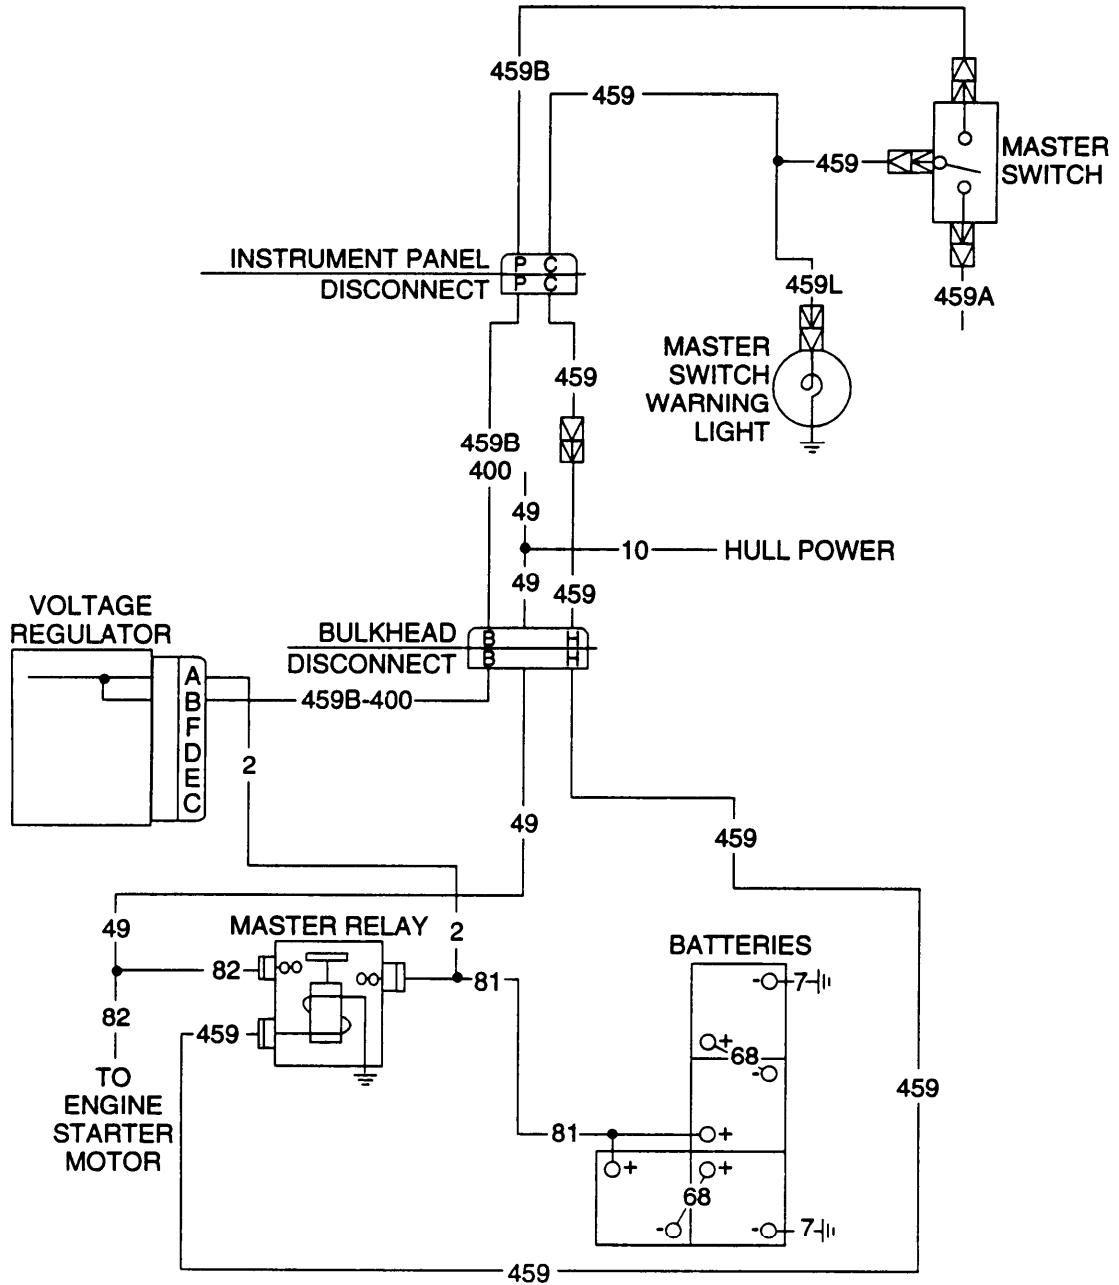 459B
459
459
MASTER
SWITCH
INSTRUMENT PANEL
DISCONNECT
P C
P C
459L
459A
MASTER
SWITCH
WARNING
LIGHT
459
459B
400
49
10
HULL POWER
49
459
VOLTAGE
REGULATOR
BULKHEAD
DISCONNECT
B H
B H
A
B
F
D
E
C
459B-400
2
49
459
49
MASTER RELAY
2
BATTERIES
82
81
- 7
82
459
+
68
-
459
TO
ENGINE
STARTER
MOTOR
81
+
+
+
68
-
- 7
459